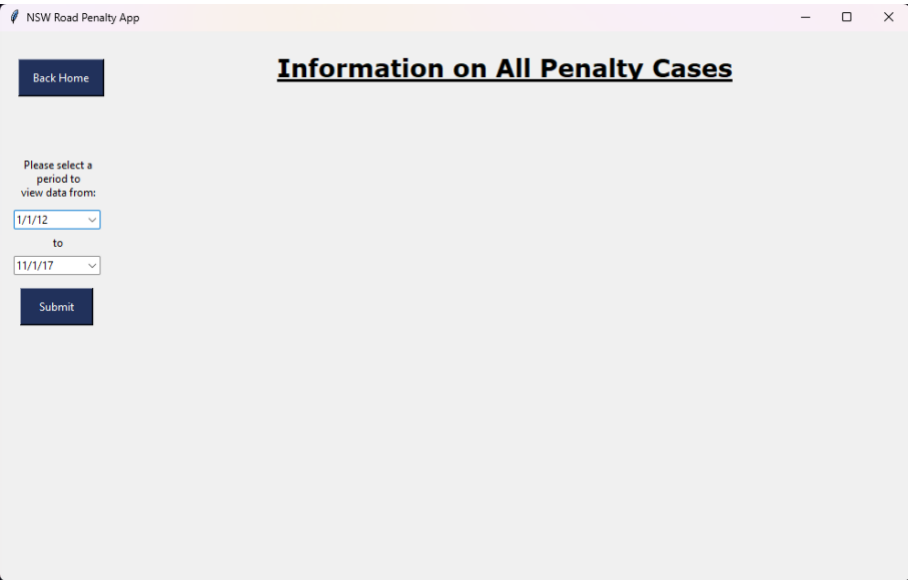 NSW Road Penalty App
Back Home
Information on All Penalty Cases
Please select a
period to
view data from:
1/1/12
to
11/1/17
Submit